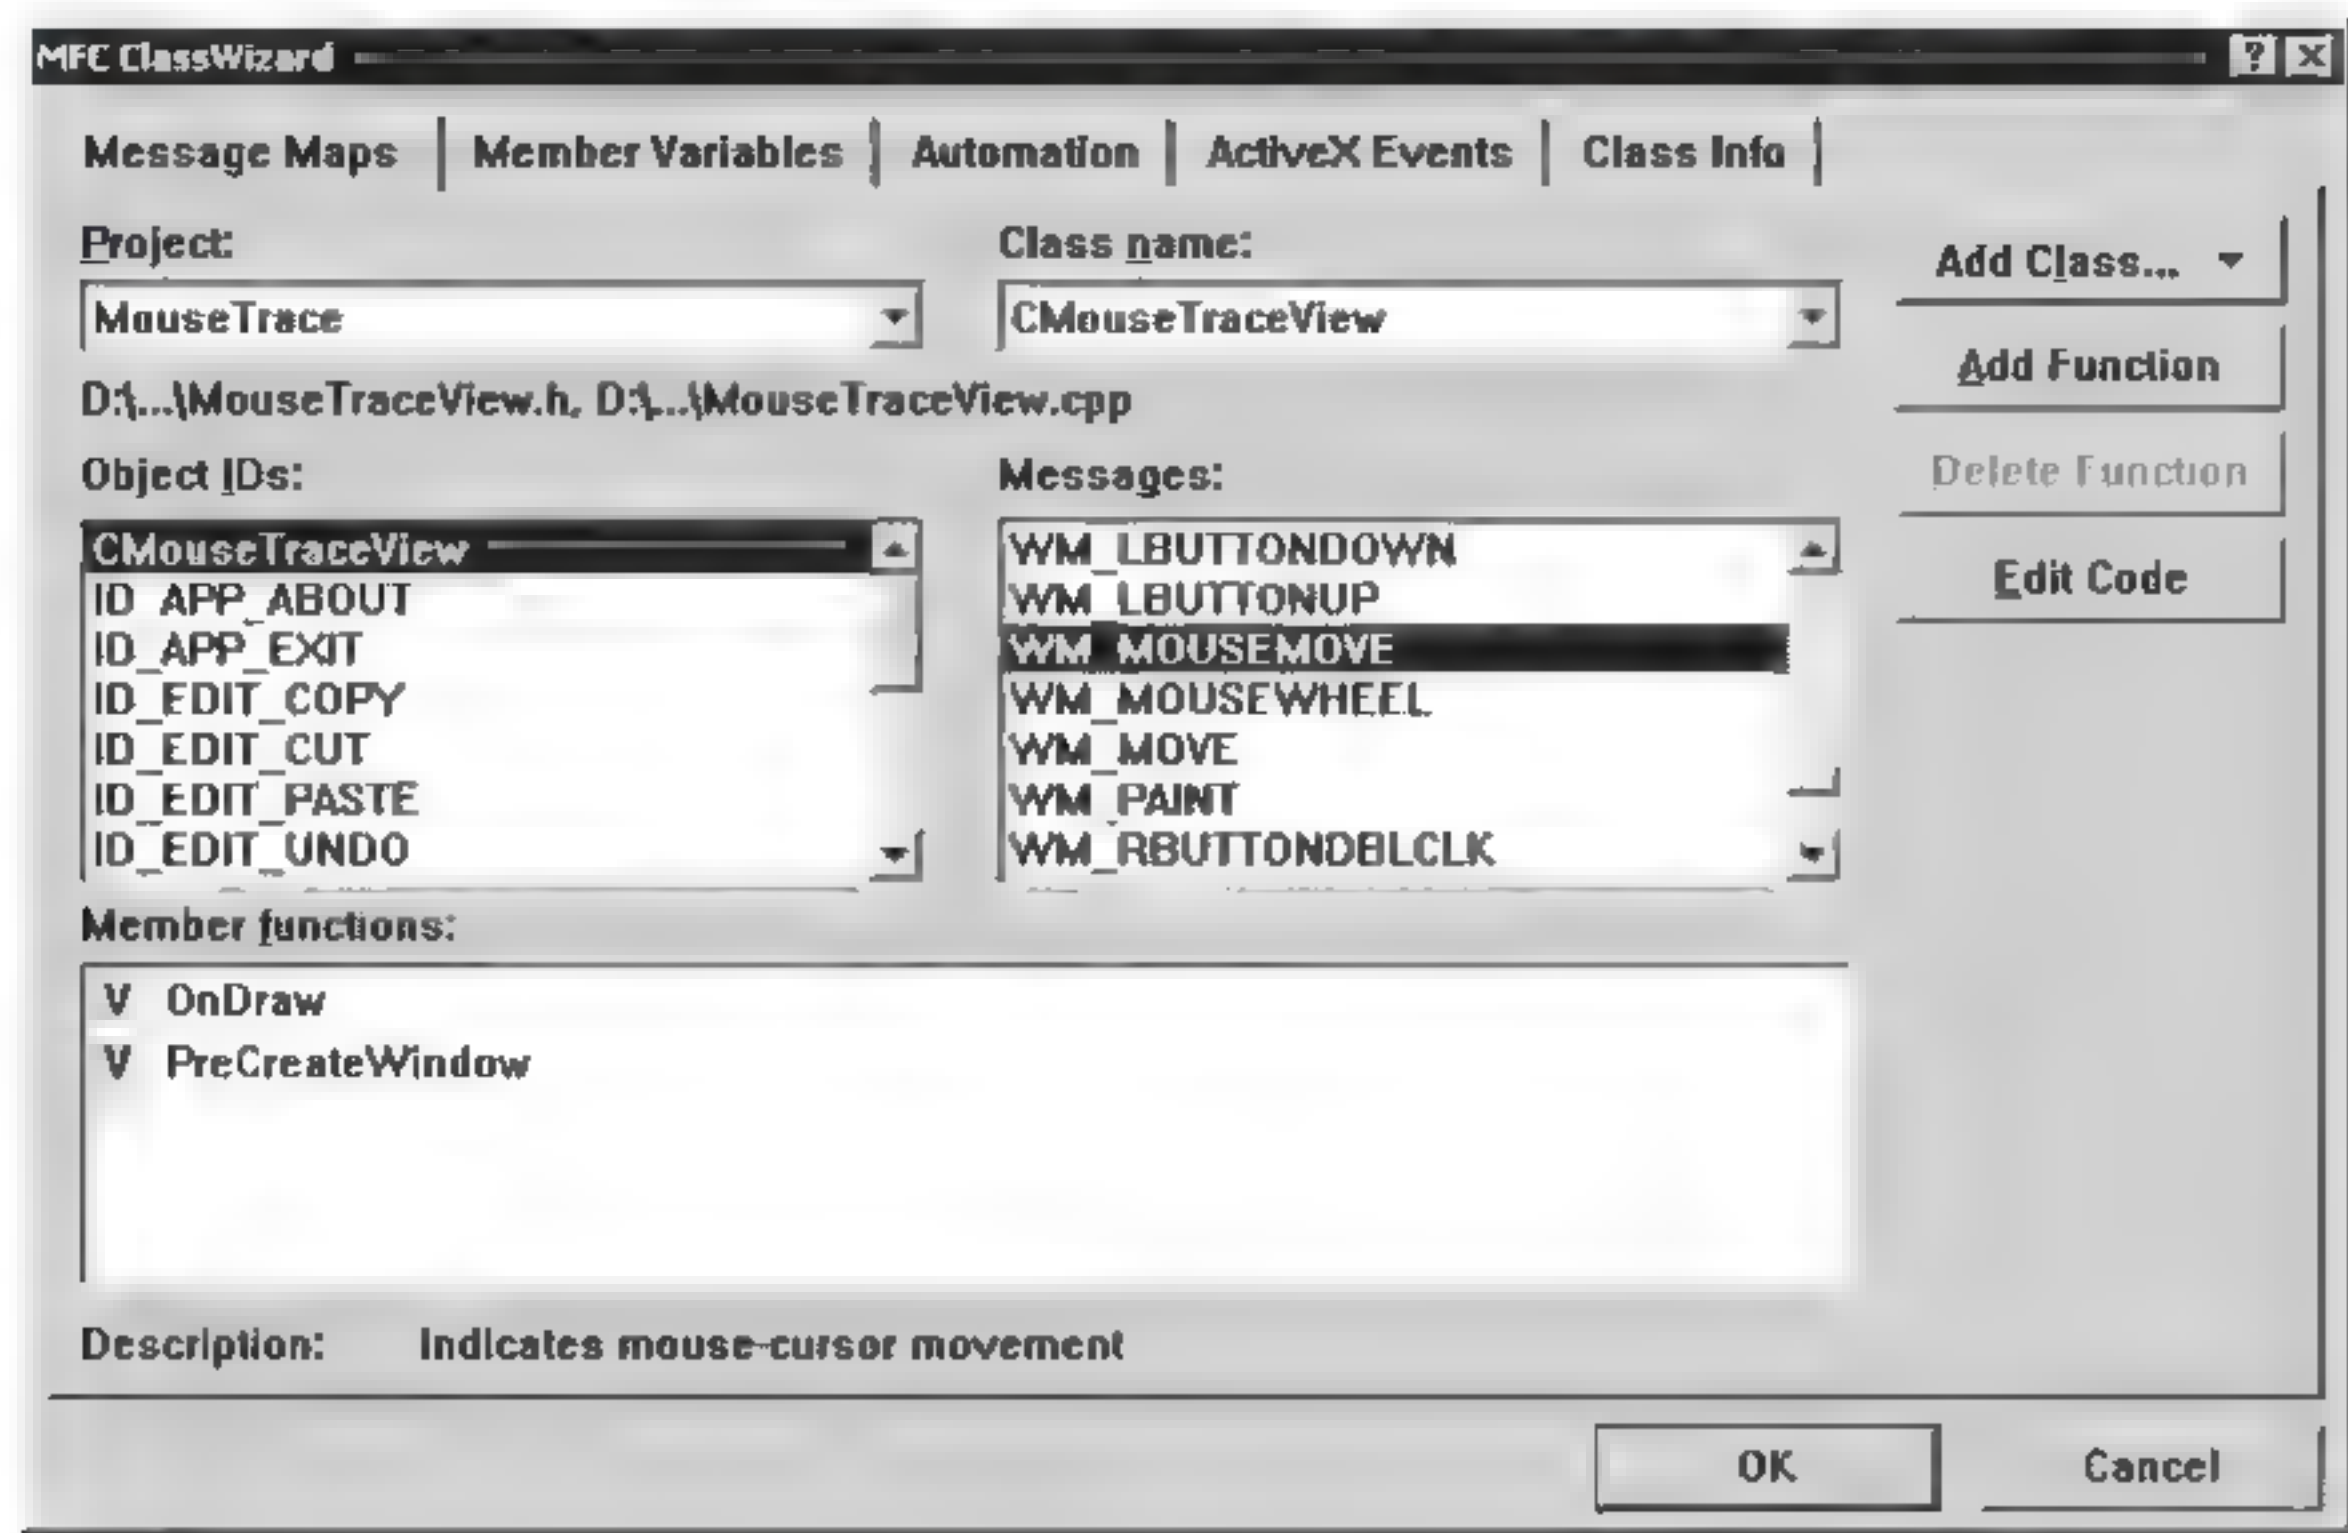 MFC ClassWizard
Message Maps Member Variables Automation ActiveX Events Class Info
Project:
Class name:
Add Class...
MouseTrace
CMouseTraceView
Add Function
D:\...\MouseTraceView.h, D:\...\MouseTraceView.cpp
Delete Function
Edit Code
Object IDs:
CMouseTraceView
ID_APP_ABOUT
ID_APP_EXIT
ID_EDIT_COPY
ID_EDIT_CUT
ID_EDIT_PASTE
ID_EDIT_UNDO
Messages:
WM_LBUTTONDOWN
WM_LBUTTONUP
WM_MOUSEMOVE
WM_MOUSEWHEEL
WM_MOVE
WM_PAINT
WM_RBUTTONDBLCLK
Member functions:
V OnDraw
V PreCreateWindow
Description: Indicates mouse-cursor movement
OK
Cancel